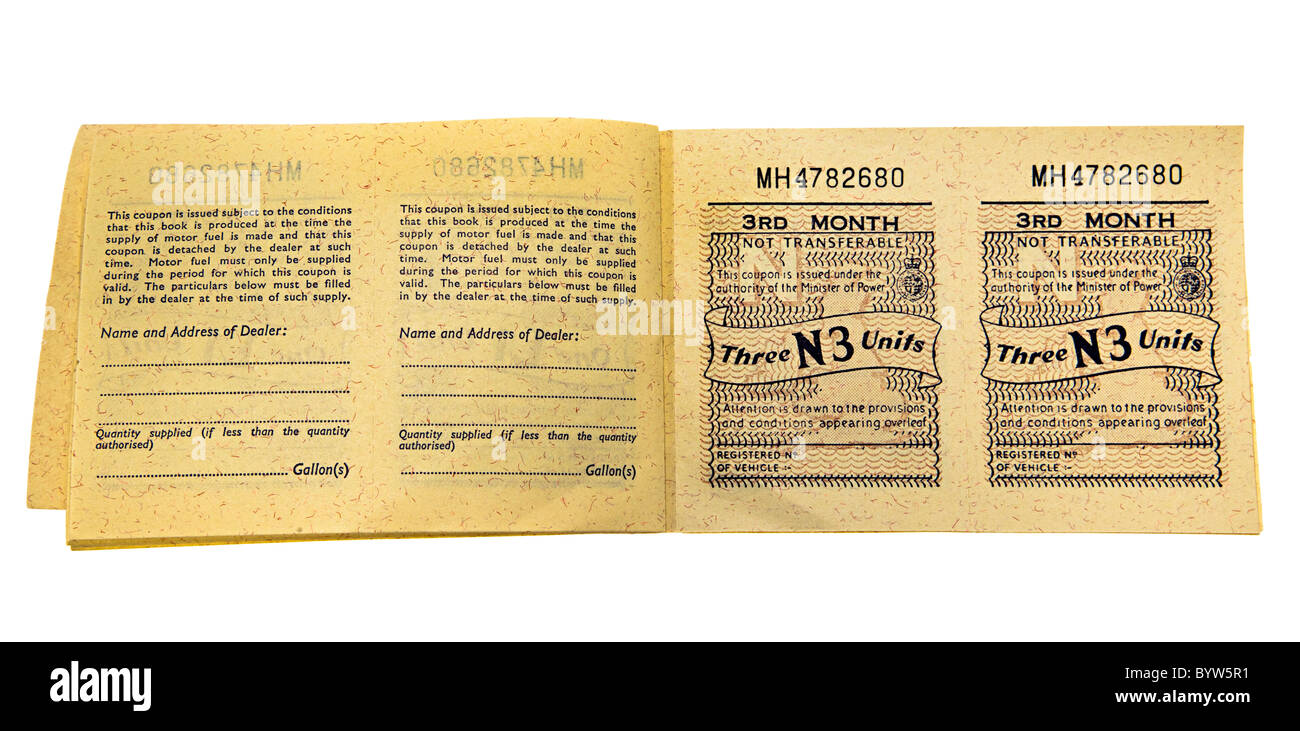 MH4782680
This coupon is issued subject to the conditions
that this book is produced at the time the
supply of motor fuel is made and that this
coupon is detached by the dealer at such
time. Motor fuel must only be supplied
during the period for which this coupon is
valid. The particulars below must be filled
in by the dealer at the time of such supply.
Name and Address of Dealer:
Quantity supplied (if less than the quantity
authorised)
Gallon(s)
MH4782680
This coupon is issued subject to the conditions
that this book is produced at the time the
supply of motor fuel is made and that this
coupon is detached by the dealer at such
time. Motor fuel must only be supplied
during the period for which this coupon is
valid. The particulars below must be filled
in by the dealer at the time of such supply.
Name and Address of Dealer:
Quantity supplied (if less than the quantity
authorised)
Gallon(s)
MH4782680
3RD MONTH
NOT TRANSFERABLE
This coupon is issued under the
authority of the Minister of Power
Three N3 Units
Attention is drawn to the provisions
and conditions appearing overleaf
REGISTERED Nº
OF VEHICLE :-
MH4782680
3RD MONTH
NOT TRANSFERABLE
This coupon is issued under the
authority of the Minister of Power
Three N3 Units
Attention is drawn to the provisions
and conditions appearing overleaf
REGISTERED Nº
OF VEHICLE :-
alamy
Image ID: BYW5R1
www.alamy.com